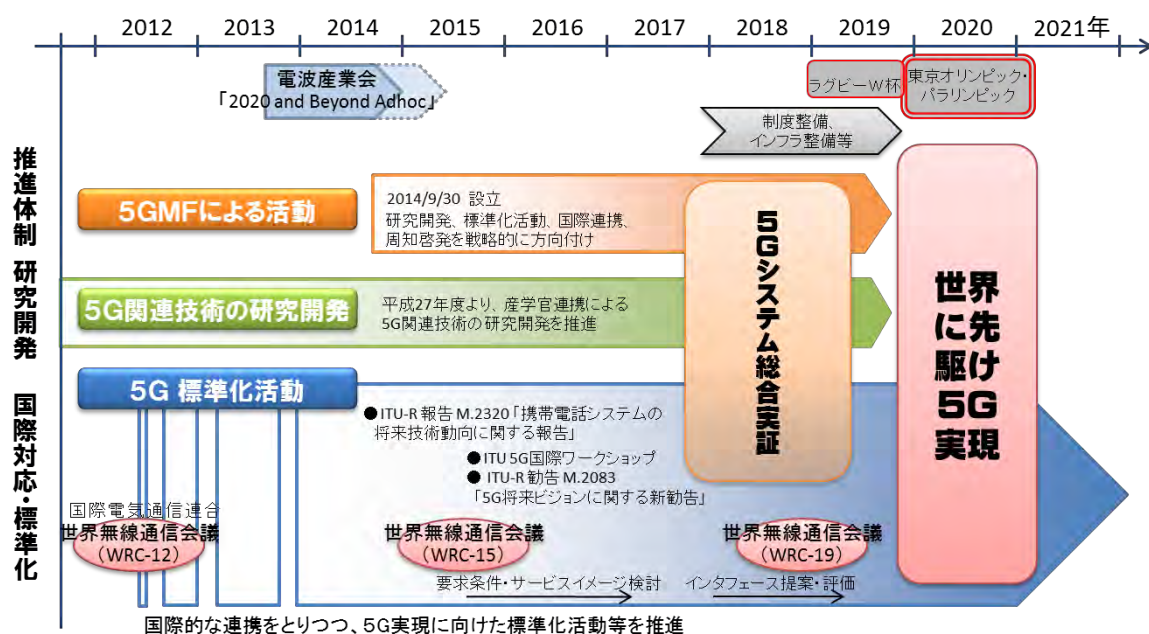 2012 2013 2014 2015 2016 2017 2018 2019 2020 2021年
電波産業会
「2020 and Beyond Adhoc」
ラグビーW杯
東京オリンピック・
パラリンピック
制度整備、
インフラ整備等
推進体制
5GMFによる活動
2014/9/30 設立
研究開発、標準化活動、国際連携、
周知啓発を戦略的に方向付け
研究開発
5G関連技術の研究開発
平成27年度より、産学官連携による
5G関連技術の研究開発を推進
5Gシステム総合実証
世界
に先
駆け
5G
実現
国際対応・標準化
5G 標準化活動
●ITU-R 報告 M.2320「携帯電話システムの
将来技術動向に関する報告」
● ITU 5G国際ワークショップ
● ITU-R 勧告 M.2083
「5G将来ビジョンに関する新勧告」
国際電気通信連合
世界無線通信会議
（WRC-12）
世界無線通信会議
（WRC-15）
世界無線通信会議
（WRC-19）
要求条件・サービスイメージ検討
インタフェース提案・評価
国際的な連携をとりつつ、5G実現に向けた標準化活動等を推進